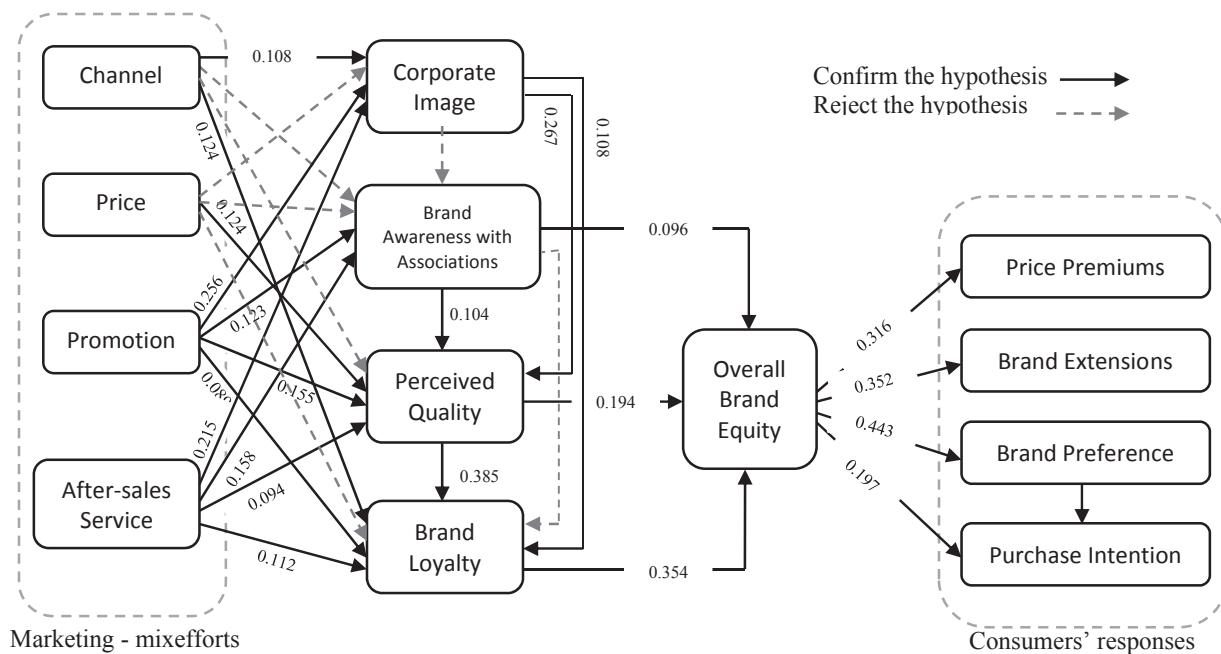 Channel
Price
Promotion
After-sales
Service
Marketing - mixefforts
0.108
0.124
0.124
0.256
0.123
0.155
0.215
0.158
0.094
0.112
Corporate
Image
Brand
Awareness with
Associations
0.104
Perceived
Quality
0.385
Brand
Loyalty
0.267
0.108
0.096
0.194
0.354
Overall
Brand
Equity
Confirm the hypothesis
Reject the hypothesis
0.316
0.352
0.443
0.197
Price Premiums
Brand Extensions
Brand Preference
Purchase Intention
Consumers’ responses